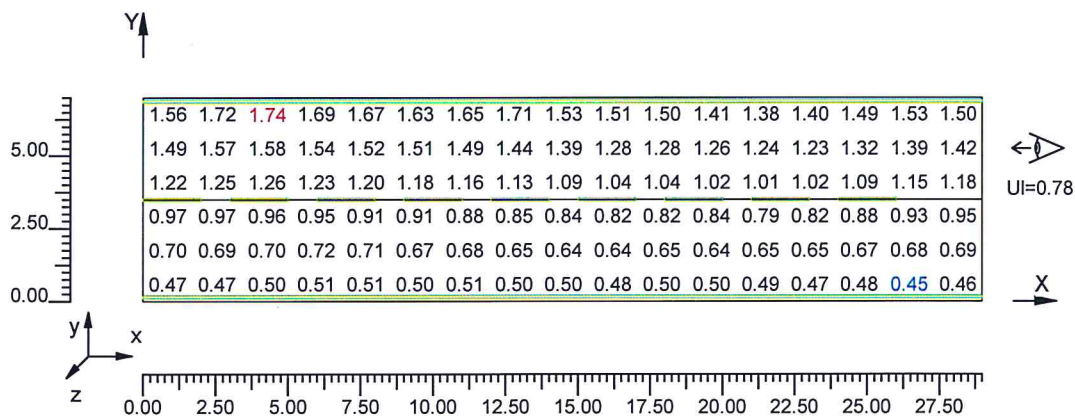 Y
1.56 1.72 1.74 1.69 1.67 1.63 1.65 1.71 1.53 1.51 1.50 1.41 1.38 1.40 1.49 1.53 1.50
5.00 1.49 1.57 1.58 1.54 1.52 1.51 1.49 1.44 1.39 1.28 1.28 1.26 1.24 1.23 1.32 1.39 1.42
1.22 1.25 1.26 1.23 1.20 1.18 1.16 1.13 1.09 1.04 1.04 1.02 1.01 1.02 1.09 1.15 1.18 UI=0.78
2.50 0.97 0.97 0.96 0.95 0.91 0.91 0.88 0.85 0.84 0.82 0.82 0.84 0.79 0.82 0.88 0.93 0.95
0.70 0.69 0.70 0.72 0.71 0.67 0.68 0.65 0.64 0.64 0.65 0.64 0.65 0.65 0.67 0.68 0.69
0.00 0.47 0.47 0.50 0.51 0.51 0.50 0.51 0.50 0.50 0.48 0.50 0.50 0.49 0.47 0.48 0.45 0.46 X
y x
z
0.00 2.50 5.00 7.50 10.00 12.50 15.00 17.50 20.00 22.50 25.00 27.50